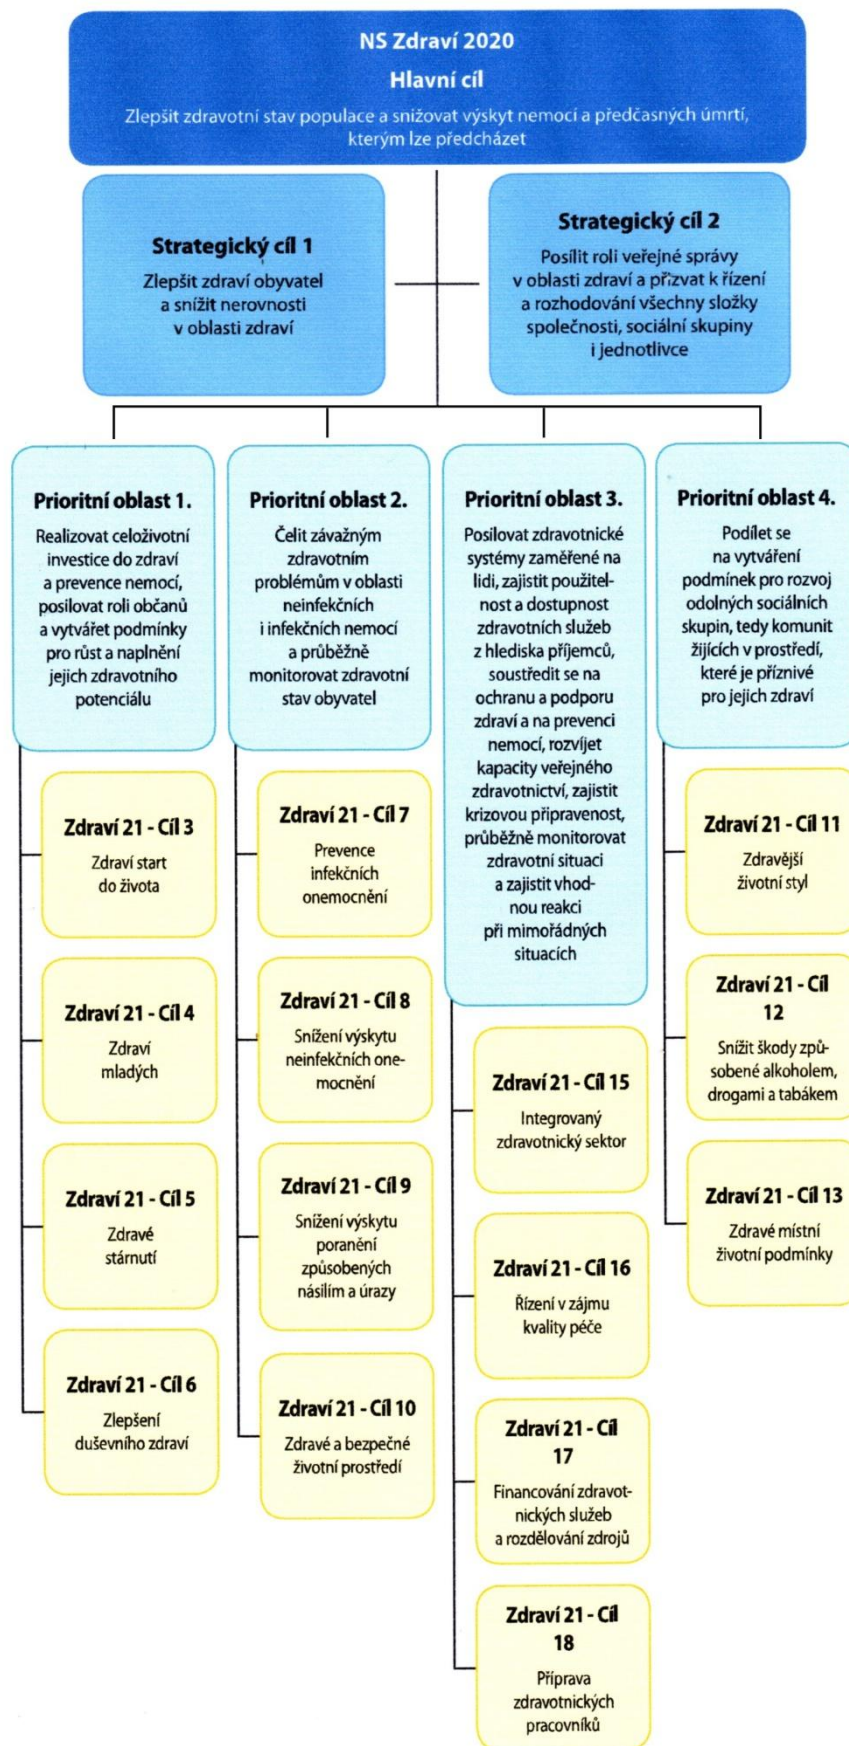 NS Zdraví 2020
Hlavní cíl
Zlepšit zdravotní stav populace a snižovat výskyt nemocí a předčasných úmrtí,
kterým lze předcházet
Strategický cíl 1
Zlepšit zdraví obyvatel
a snížit nerovnosti
v oblasti zdraví
Strategický cíl 2
Posílit roli veřejné správy
v oblasti zdraví a přizvat k řízení
a rozhodování všechny složky
společnosti, sociální skupiny
i jednotlivce
Prioritní oblast 1.
Realizovat celoživotní
investice do zdraví
a prevence nemocí,
posilovat roli občanů
a vytvářet podmínky
pro růst a naplnění
jejich zdravotního
potenciálu
Zdraví 21 - Cíl 3
Zdraví start
do života
Zdraví 21 - Cíl 4
Zdraví
mladých
Zdraví 21 - Cíl 5
Zdravé
stárnutí
Zdraví 21 - Cíl 6
Zlepšení
duševního zdraví
Prioritní oblast 2.
Čelit závažným
zdravotním
problémům v oblasti
neinfekčních
i infekčních nemocí
a průběžně
monitorovat zdravotní
stav obyvatel
Zdraví 21 - Cíl 7
Prevence
infekčních
onemocnění
Zdraví 21 - Cíl 8
Snížení výskytu
neinfekčních one-
mocnění
Zdraví 21 - Cíl 9
Snížení výskytu
poranění
způsobených
násilím a úrazy
Zdraví 21 - Cíl 10
Zdravé a bezpečné
životní prostředí
Prioritní oblast 3.
Posilovat zdravotnické
systémy zaměřené na
lidi, zajistit použitel-
nost a dostupnost
zdravotních služeb
z hlediska příjemců,
soustředit se na
ochranu a podporu
zdraví a na prevenci
nemocí, rozvíjet
kapacity veřejného
zdravotnictví, zajistit
krizovou připravenost,
průběžně monitorovat
zdravotní situaci
a zajistit vhod-
nou reakci
při mimořádných
situacích
Zdraví 21 - Cíl 15
Integrovaný
zdravotnický sektor
Zdraví 21 - Cíl 16
Řízení v zájmu
kvality péče
Zdraví 21 - Cíl
17
Financování zdravot-
nických služeb
a rozdělování zdrojů
Zdraví 21 - Cíl
18
Příprava
zdravotnických
pracovníků
Prioritní oblast 4.
Podílet se
na vytváření
podmínek pro rozvoj
odolných sociálních
skupin, tedy komunit
žijících v prostředí,
které je příznivé
pro jejich zdraví
Zdraví 21 - Cíl 11
Zdravější
životní styl
Zdraví 21 - Cíl
12
Snížit škody způ-
sobené alkoholem,
drogami a tabákem
Zdraví 21 - Cíl 13
Zdravé místní
životní podmínky